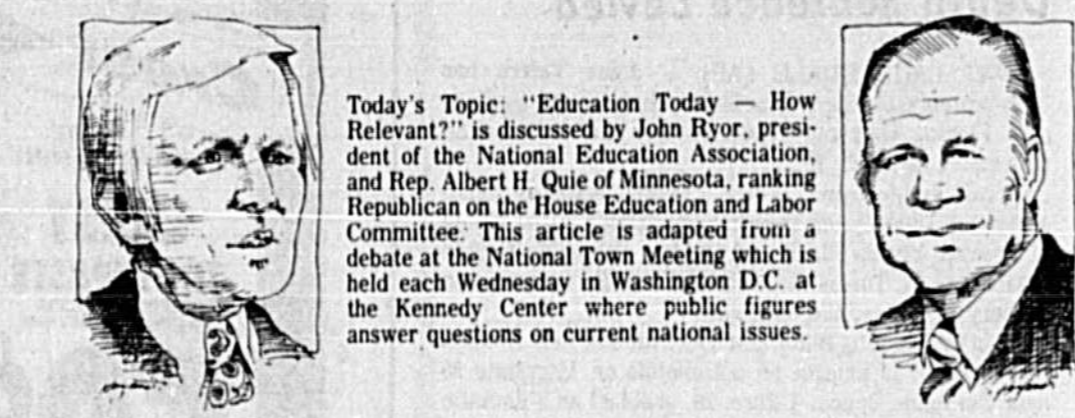 Today's Topic: "Education Today — How
Relevant?" is discussed by John Ryor, presi-
dent of the National Education Association,
and Rep. Albert H. Quie of Minnesota, ranking
Republican on the House Education and Labor
Committee. This article is adapted from a
debate at the National Town Meeting which is
held each Wednesday in Washington D.C. at
the Kennedy Center where public figures
answer questions on current national issues.